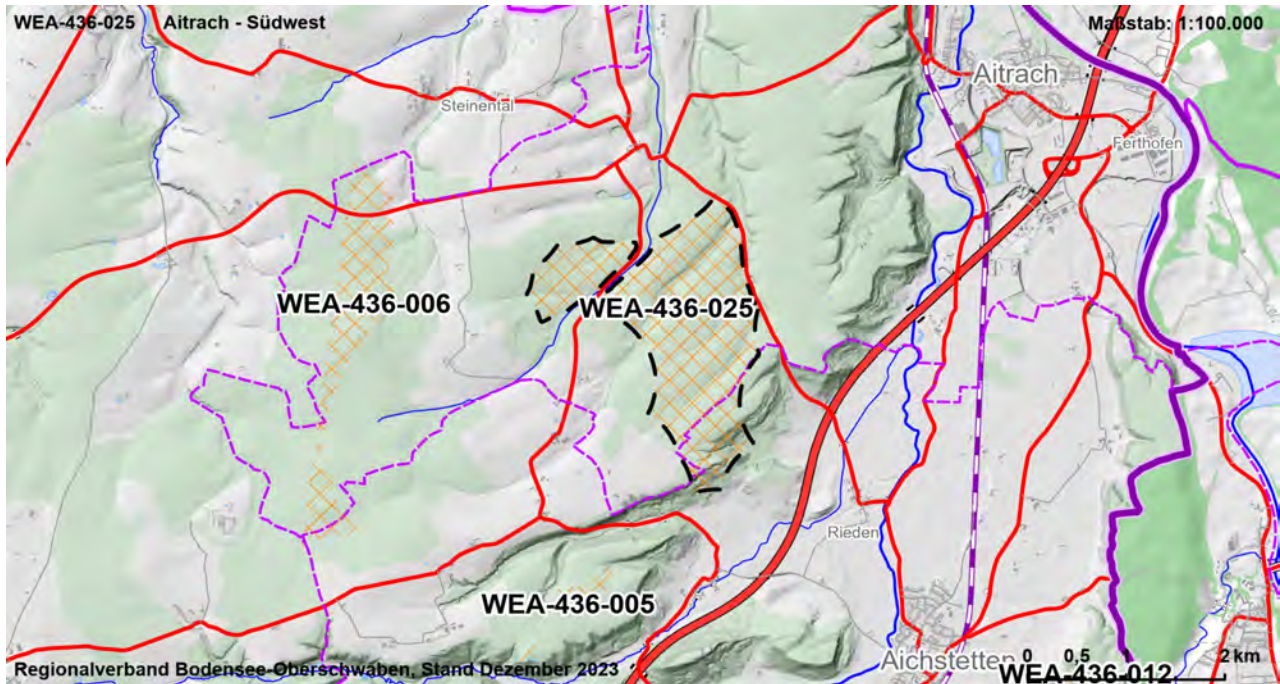 WEA-436-025 Aitrach - Südwest
Maßstab: 1:100.000
Aitrach
Steinental
Ferthofen
WEA-436-006
WEA-436-025
Rieden
WEA-436-005
Aichstetten
0 0,5 1 2 km
WEA-436-012
Regionalverband Bodensee-Oberschwaben, Stand Dezember 2023